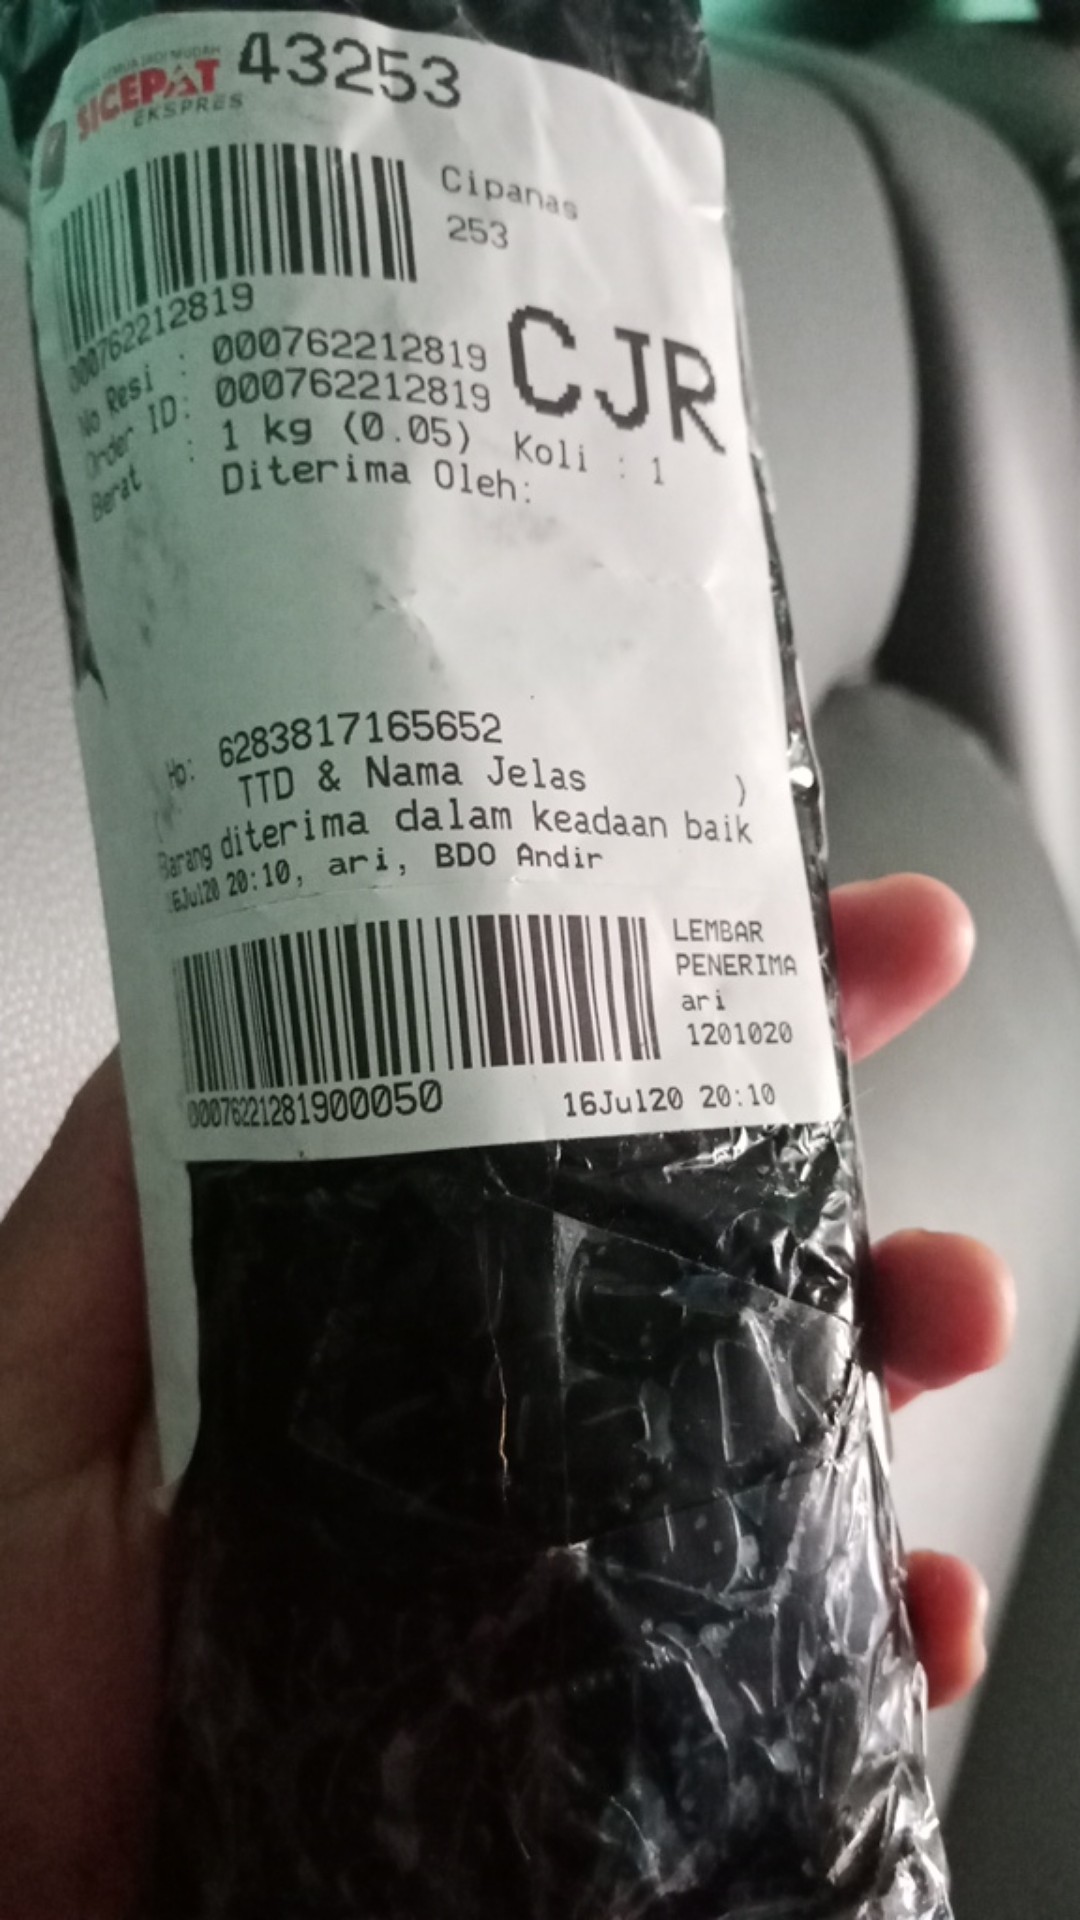 SICEPAT
EKSPRES
43253
Cipanas
253
000762212819
CJR
No Resi : 000762212819
Order ID: 000762212819
Berat : 1 kg (0.05) Koli : 1
Diterima Oleh:
Hp: 6283817165652
TTD & Nama Jelas )
Barang diterima dalam keadaan baik
16Jul20 20:10, ari, BDO Andir
LEMBAR
PENERIMA
ari
1201020
00076221281900050
16Jul20 20:10